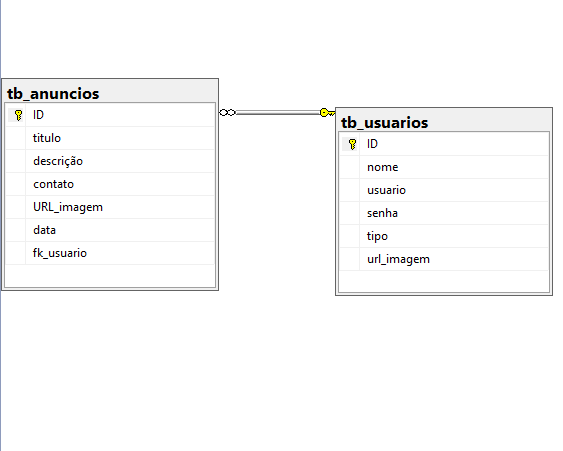 tb_anuncios
ID
titulo
descrição
contato
URL_imagem
data
fk_usuario
tb_usuarios
ID
nome
usuario
senha
tipo
url_imagem